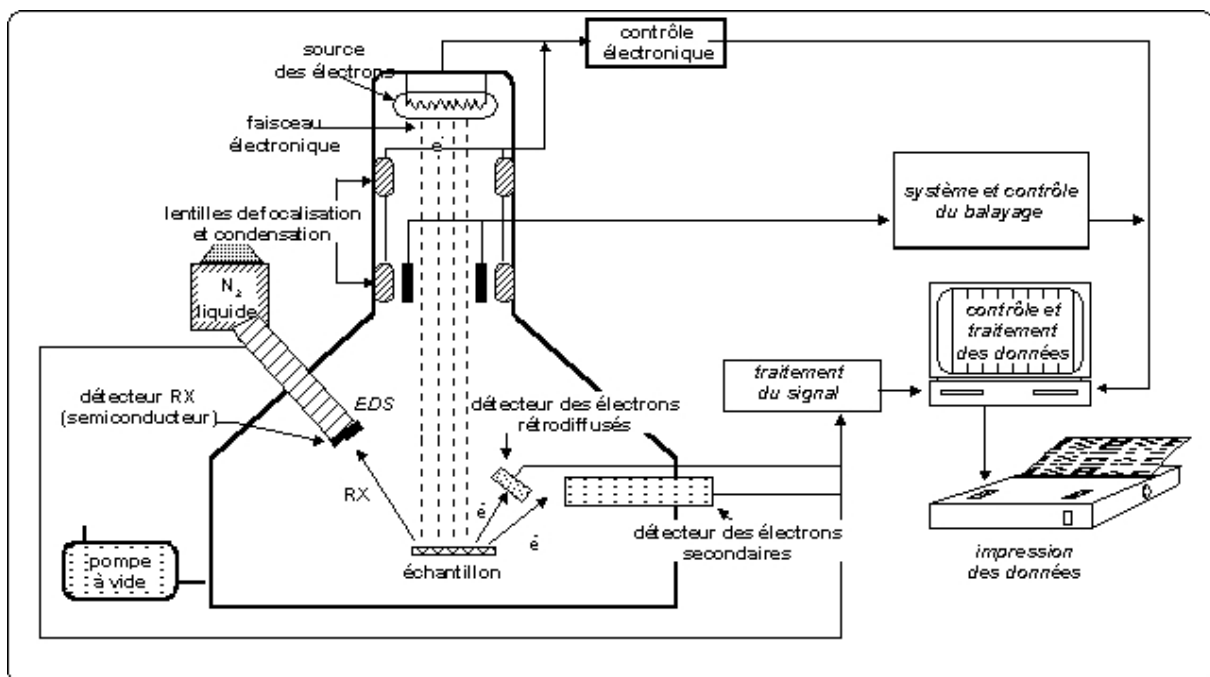 contrôle
électronique
source
des électrons
faisceau
électronique
e-
système et contrôle
du balayage
lentilles de focalisation
et condensation
N2
liquide
contrôle et
traitement
des données
traitement
du signal
détecteur RX
(semiconducteur)
EDS
détecteur des électrons
rétrodiffusés
RX
é
é
détecteur des électrons
secondaires
pompe
à vide
échantillon
impression
des données